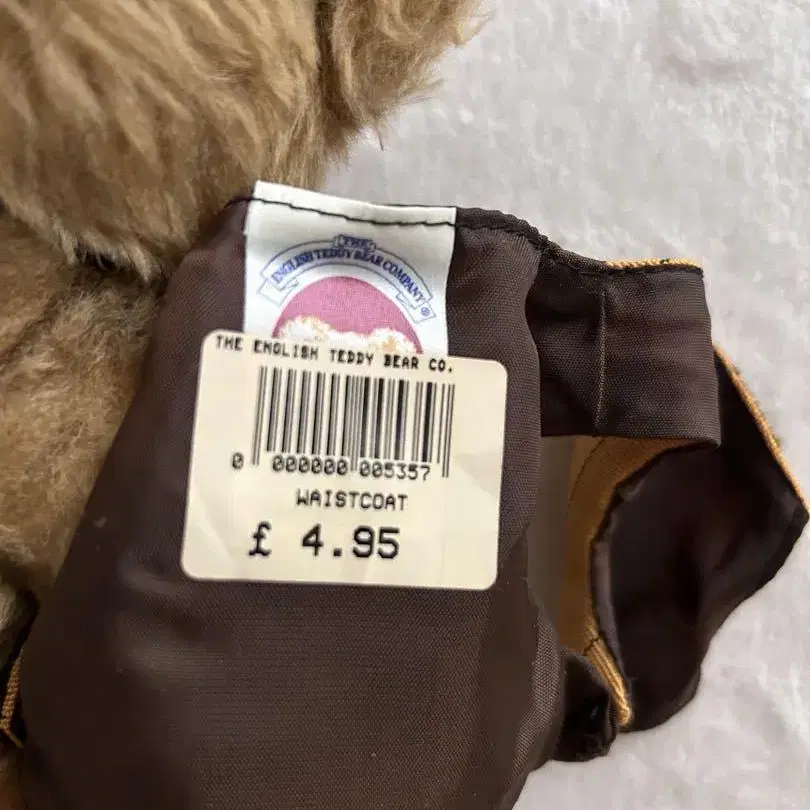 THE
ENGLISH TEDDY BEAR COMPANY ®
THE ENGLISH TEDDY BEAR CO.
0 000000 005357
WAISTCOAT
£ 4.95